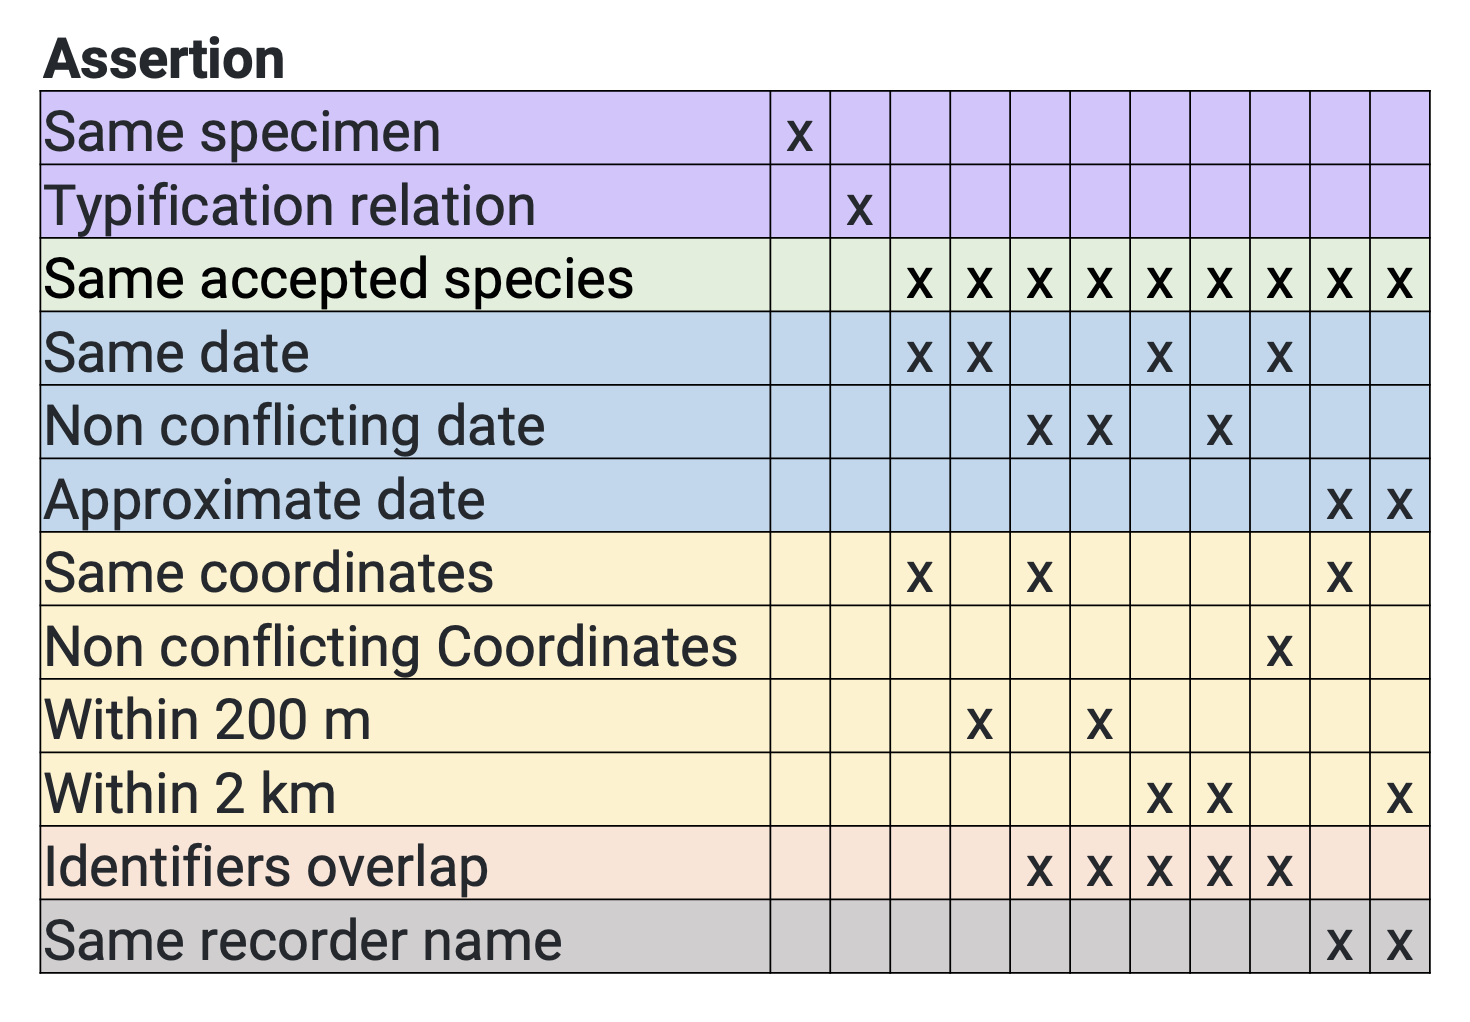 Assertion
Same specimen x
Typification relation x
Same accepted species x x x x x x x x x
Same date x x x x
Non conflicting date x x x
Approximate date x x
Same coordinates x x x
Non conflicting Coordinates x
Within 200 m x x
Within 2 km x x x
Identifiers overlap x x x x x
Same recorder name x x